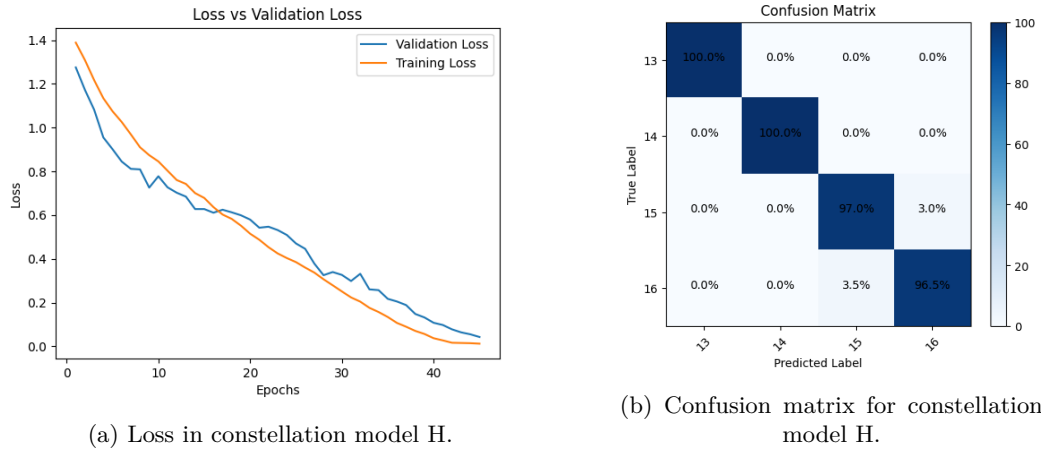 Loss vs Validation Loss
Validation Loss
Training Loss
1.4
1.2
1.0
0.8
0.6
0.4
0.2
0.0
Loss
0 10 20 30 40
Epochs
(a) Loss in constellation model H.
Confusion Matrix
13 100.0% 0.0% 0.0% 0.0%
14 0.0% 100.0% 0.0% 0.0%
15 0.0% 0.0% 97.0% 3.0%
16 0.0% 0.0% 3.5% 96.5%
True Label
13 14 15 16
Predicted Label
100
80
60
40
20
0
(b) Confusion matrix for constellation
model H.